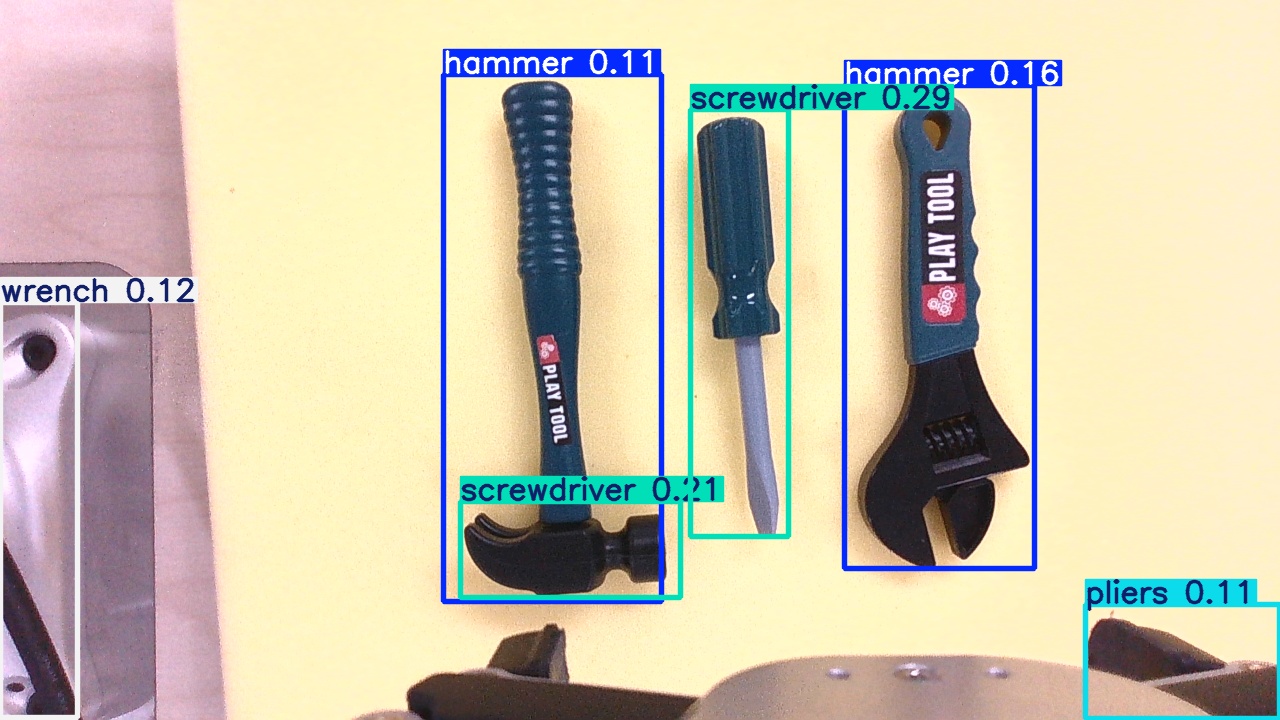 hammer 0.11
hammer 0.16
screwdriver 0.29
PLAY TOOL
wrench 0.12
PLAY TOOL
screwdriver 0.21
pliers 0.11